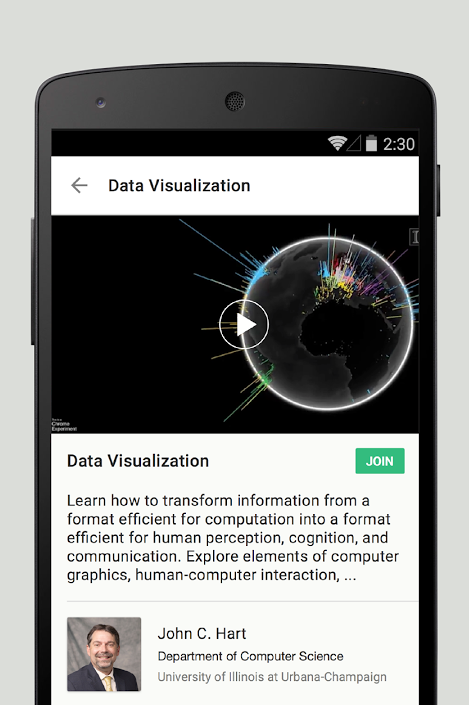 2:30
Data Visualization
Chrome
Experiment
Data Visualization
JOIN
Learn how to transform information from a
format efficient for computation into a format
efficient for human perception, cognition, and
communication. Explore elements of computer
graphics, human-computer interaction, ...
John C. Hart
Department of Computer Science
University of Illinois at Urbana-Champaign